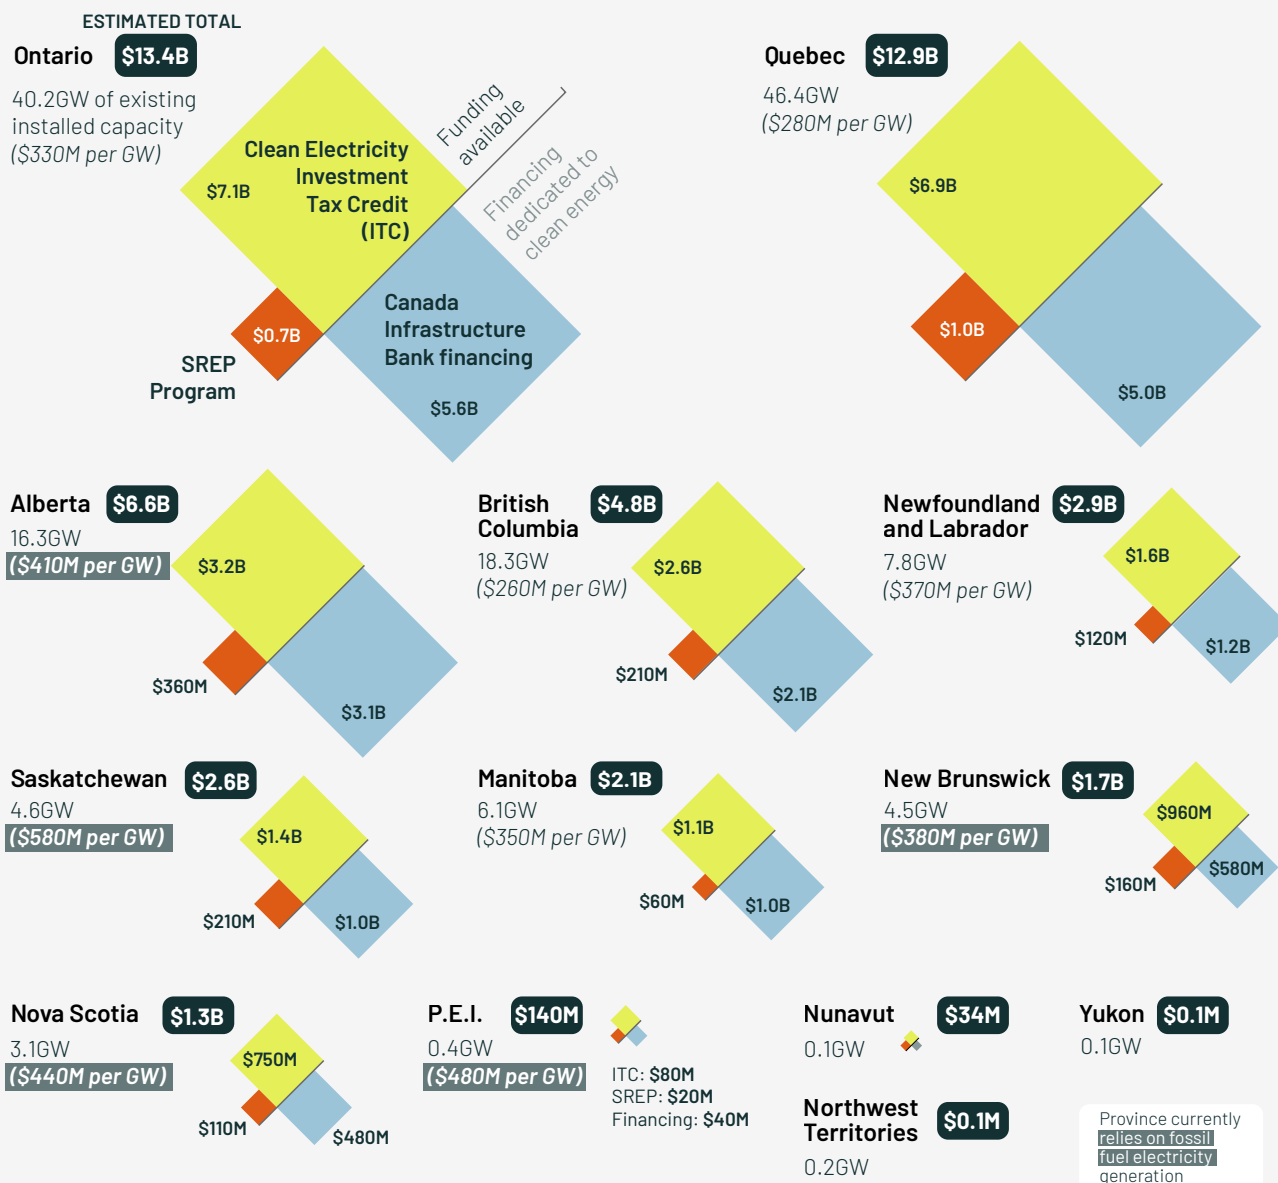 ESTIMATED TOTAL
Ontario $13.4B
40.2GW of existing
installed capacity
($330M per GW)
Clean Electricity
Investment
Tax Credit
(ITC)
$7.1B
Funding
available
Financing
dedicated to
clean energy
Canada
Infrastructure
Bank financing
$5.6B
$0.7B
SREP
Program
Quebec $12.9B
46.4GW
($280M per GW)
$6.9B
$1.0B
$5.0B
Alberta $6.6B
16.3GW
($410M per GW)
$3.2B
$360M
$3.1B
British
Columbia
$4.8B
18.3GW
($260M per GW)
$2.6B
$210M
$2.1B
Newfoundland
and Labrador
$2.9B
7.8GW
($370M per GW)
$1.6B
$120M
$1.2B
Saskatchewan $2.6B
4.6GW
($580M per GW)
$1.4B
$210M
$1.0B
Manitoba $2.1B
6.1GW
($350M per GW)
$1.1B
$60M
$1.0B
New Brunswick $1.7B
4.5GW
($380M per GW)
$960M
$160M
$580M
Nova Scotia $1.3B
3.1GW
($440M per GW)
$750M
$110M
$480M
P.E.I. $140M
0.4GW
($480M per GW)
ITC: $80M
SREP: $20M
Financing: $40M
Nunavut $34M
0.1GW
Northwest
Territories
$0.1M
0.2GW
Yukon $0.1M
0.1GW
Province currently
relies on fossil
fuel electricity
generation